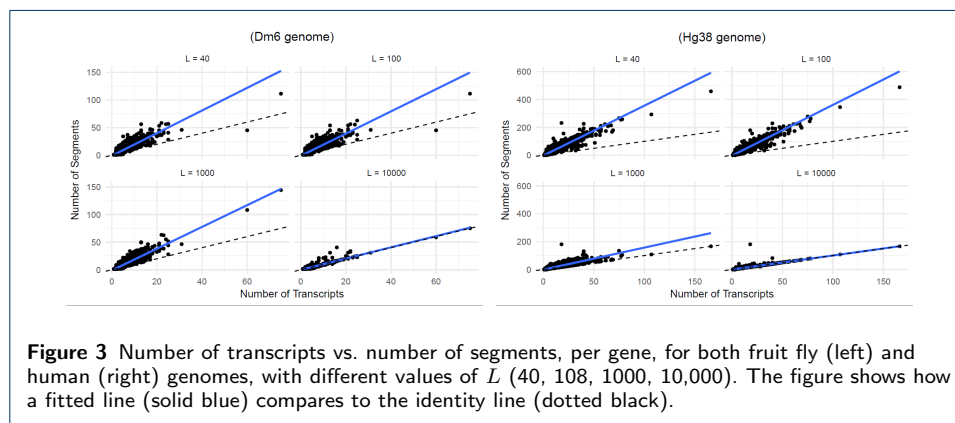 (Dm6 genome)
L = 40
L = 100
150
100
50
0
L = 1000
L = 10000
150
100
50
0
0 20 40 60
0 20 40 60
Number of Segments
Number of Transcripts
(Hg38 genome)
L = 40
L = 100
600
400
200
0
L = 1000
L = 10000
600
400
200
0
0 50 100 150
0 50 100 150
Number of Segments
Number of Transcripts
Figure 3 Number of transcripts vs. number of segments, per gene, for both fruit fly (left) and
human (right) genomes, with different values of L (40, 108, 1000, 10,000). The figure shows how
a fitted line (solid blue) compares to the identity line (dotted black).